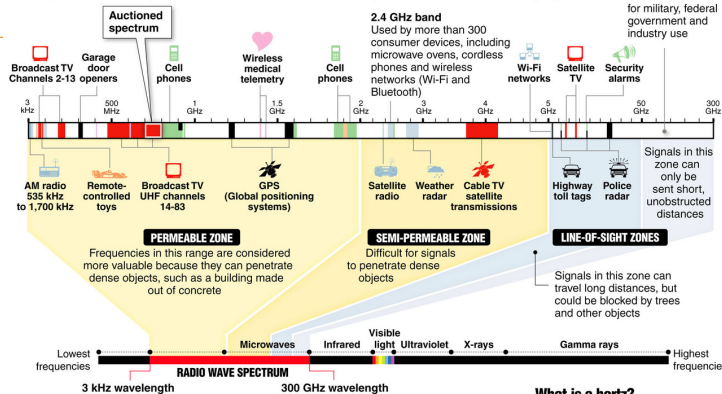 Auctioned
spectrum
2.4 GHz band
Used by more than 300
consumer devices, including
microwave ovens, cordless
phones and wireless
networks (Wi-Fi and
Bluetooth)
for military, federal
government and
industry use
Broadcast TV
Channels 2-13
Garage
door
openers
Cell
phones
Wireless
medical
telemetry
Cell
phones
Wi-Fi
networks
Satellite
TV
Security
alarms
3
kHz
500
MHz
1
GHz
1.5
GHz
2
GHz
3
GHz
4
GHz
5
GHz
50
GHz
300
GHz
AM radio
535 kHz
to 1,700 kHz
Remote-
controlled
toys
Broadcast TV
UHF channels
14-83
GPS
(Global positioning
systems)
Satellite
radio
Weather
radar
Cable TV
satellite
transmissions
Highway
toll tags
Police
radar
Signals in this
zone can
only be
sent short,
unobstructed
distances
PERMEABLE ZONE
Frequencies in this range are considered
more valuable because they can penetrate
dense objects, such as a building made
out of concrete
SEMI-PERMEABLE ZONE
Difficult for signals
to penetrate dense
objects
LINE-OF-SIGHT ZONES
Signals in this zone can
travel long distances, but
could be blocked by trees
and other objects
Lowest
frequencies
Microwaves
Infrared
Visible
light
Ultraviolet
X-rays
Gamma rays
Highest
frequencie
RADIO WAVE SPECTRUM
3 kHz wavelength
300 GHz wavelength
What is a hertz?